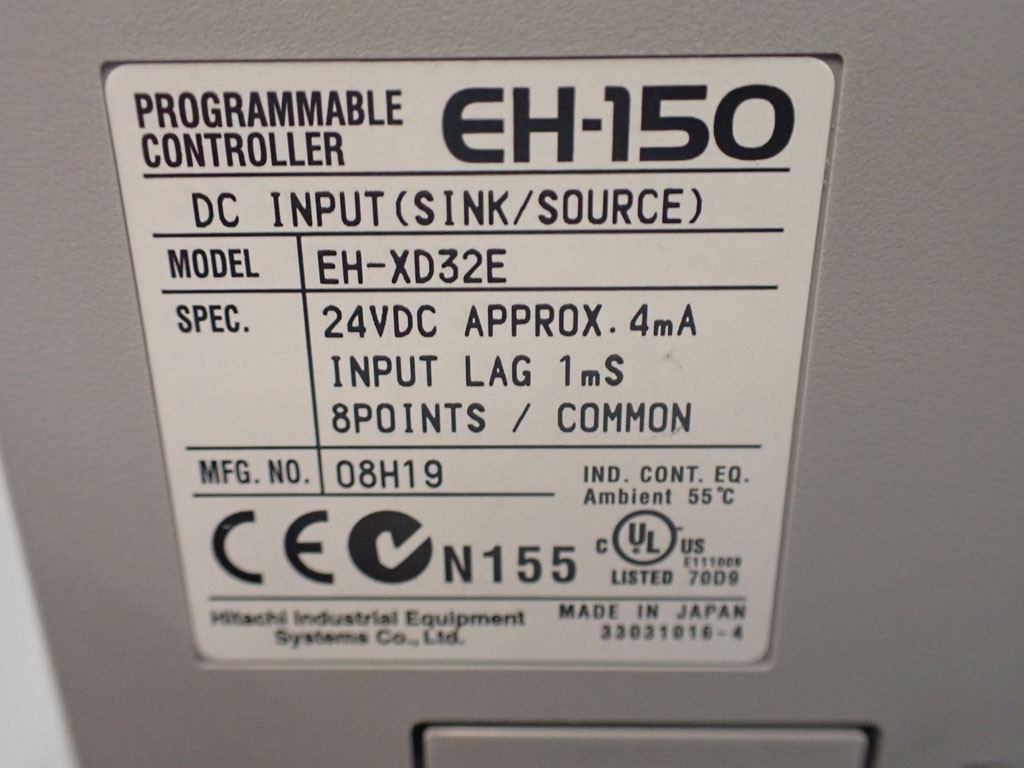 PROGRAMMABLE
CONTROLLER
EH-150
DC INPUT(SINK/SOURCE)
MODEL EH-XD32E
SPEC. 24VDC APPROX. 4mA
INPUT LAG 1mS
8POINTS / COMMON
MFG. NO. 08H19
IND. CONT. EQ.
Ambient 55℃
CE N155
C UL US
LISTED 70D9
Hitachi Industrial Equipment
Systems Co., Ltd.
MADE IN JAPAN
33031016-4